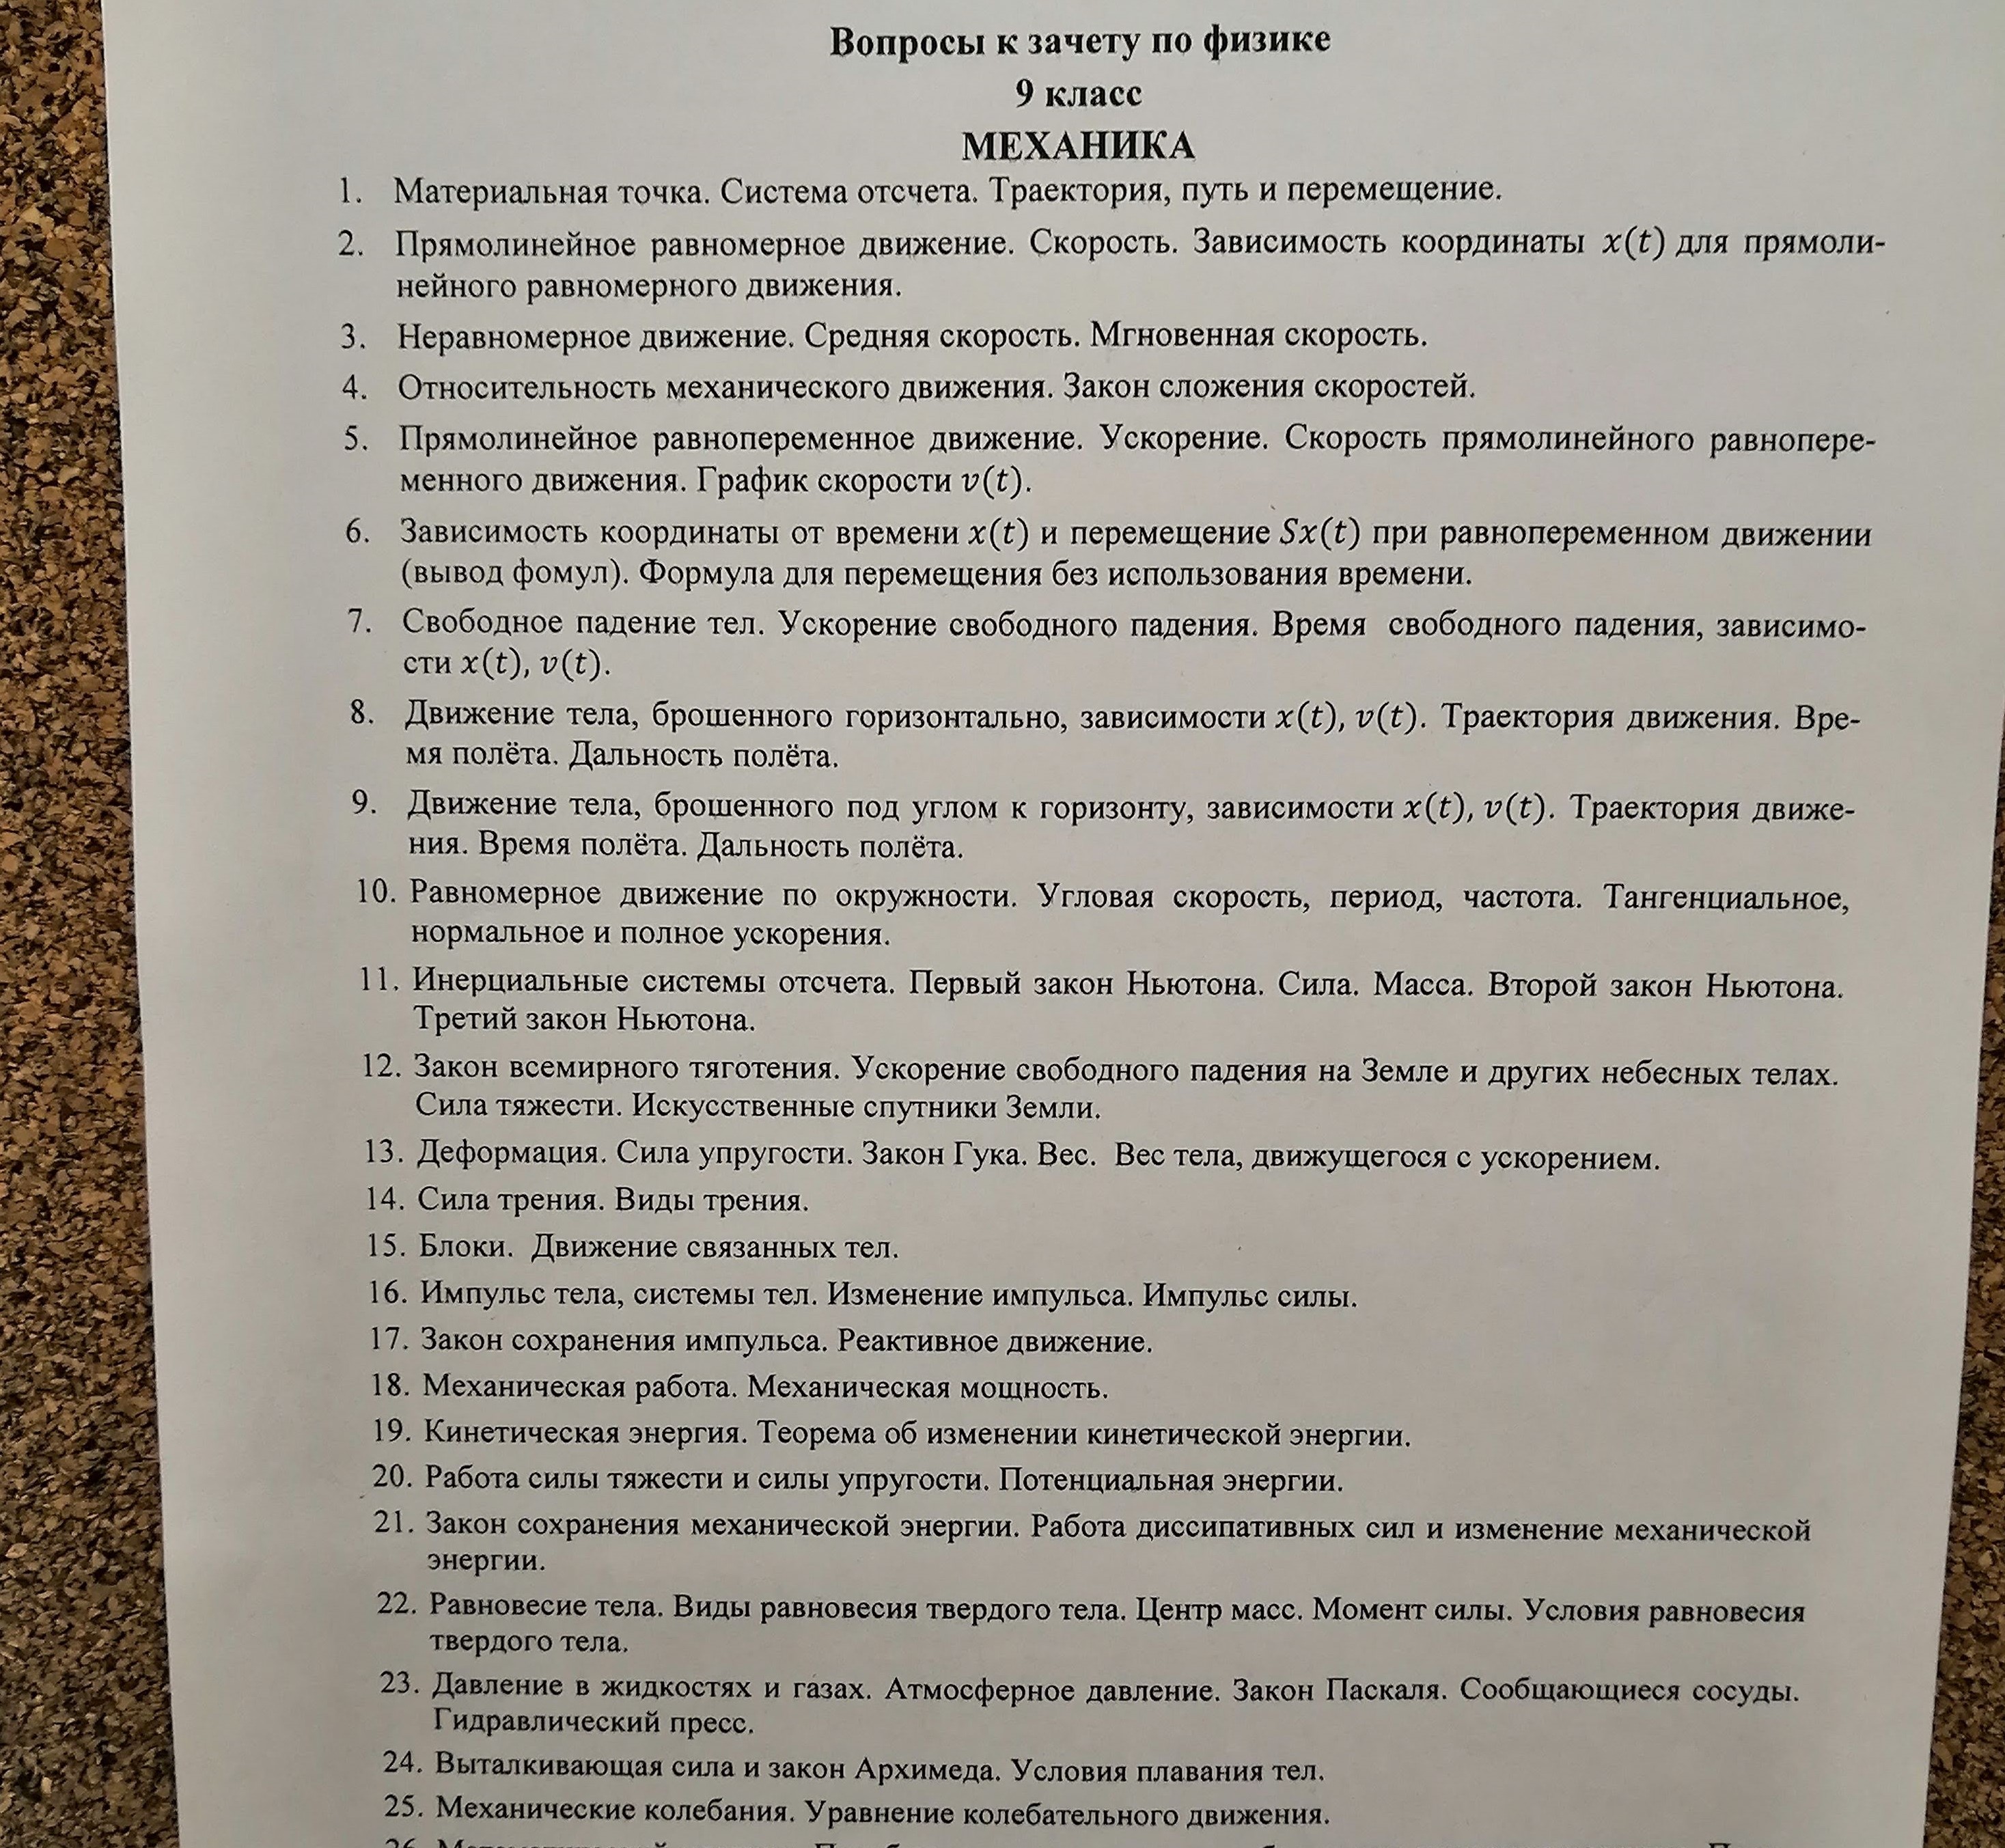 Вопросы к зачету по физике
9 класс
МЕХАНИКА
1. Материальная точка. Система отсчета. Траектория, путь и перемещение.
2. Прямолинейное равномерное движение. Скорость. Зависимость координаты x(t) для прямоли-
нейного равномерного движения.
3. Неравномерное движение. Средняя скорость. Мгновенная скорость.
4. Относительность механического движения. Закон сложения скоростей.
5. Прямолинейное равнопеременное движение. Ускорение. Скорость прямолинейного равнопере-
менного движения. График скорости v(t).
6. Зависимость координаты от времени x(t) и перемещение Sx(t) при равнопеременном движении
(вывод фомул). Формула для перемещения без использования времени.
7. Свободное падение тел. Ускорение свободного падения. Время свободного падения, зависимо-
сти x(t), v(t).
8. Движение тела, брошенного горизонтально, зависимости x(t), v(t). Траектория движения. Вре-
мя полёта. Дальность полёта.
9. Движение тела, брошенного под углом к горизонту, зависимости x(t), v(t). Траектория движе-
ния. Время полёта. Дальность полёта.
10. Равномерное движение по окружности. Угловая скорость, период, частота. Тангенциальное,
нормальное и полное ускорения.
11. Инерциальные системы отсчета. Первый закон Ньютона. Сила. Масса. Второй закон Ньютона.
Третий закон Ньютона.
12. Закон всемирного тяготения. Ускорение свободного падения на Земле и других небесных телах.
Сила тяжести. Искусственные спутники Земли.
13. Деформация. Сила упругости. Закон Гука. Вес. Вес тела, движущегося с ускорением.
14. Сила трения. Виды трения.
15. Блоки. Движение связанных тел.
16. Импульс тела, системы тел. Изменение импульса. Импульс силы.
17. Закон сохранения импульса. Реактивное движение.
18. Механическая работа. Механическая мощность.
19. Кинетическая энергия. Теорема об изменении кинетической энергии.
20. Работа силы тяжести и силы упругости. Потенциальная энергии.
21. Закон сохранения механической энергии. Работа диссипативных сил и изменение механической
энергии.
22. Равновесие тела. Виды равновесия твердого тела. Центр масс. Момент силы. Условия равновесия
твердого тела.
23. Давление в жидкостях и газах. Атмосферное давление. Закон Паскаля. Сообщающиеся сосуды.
Гидравлический пресс.
24. Выталкивающая сила и закон Архимеда. Условия плавания тел.
25. Механические колебания. Уравнение колебательного движения.
26.